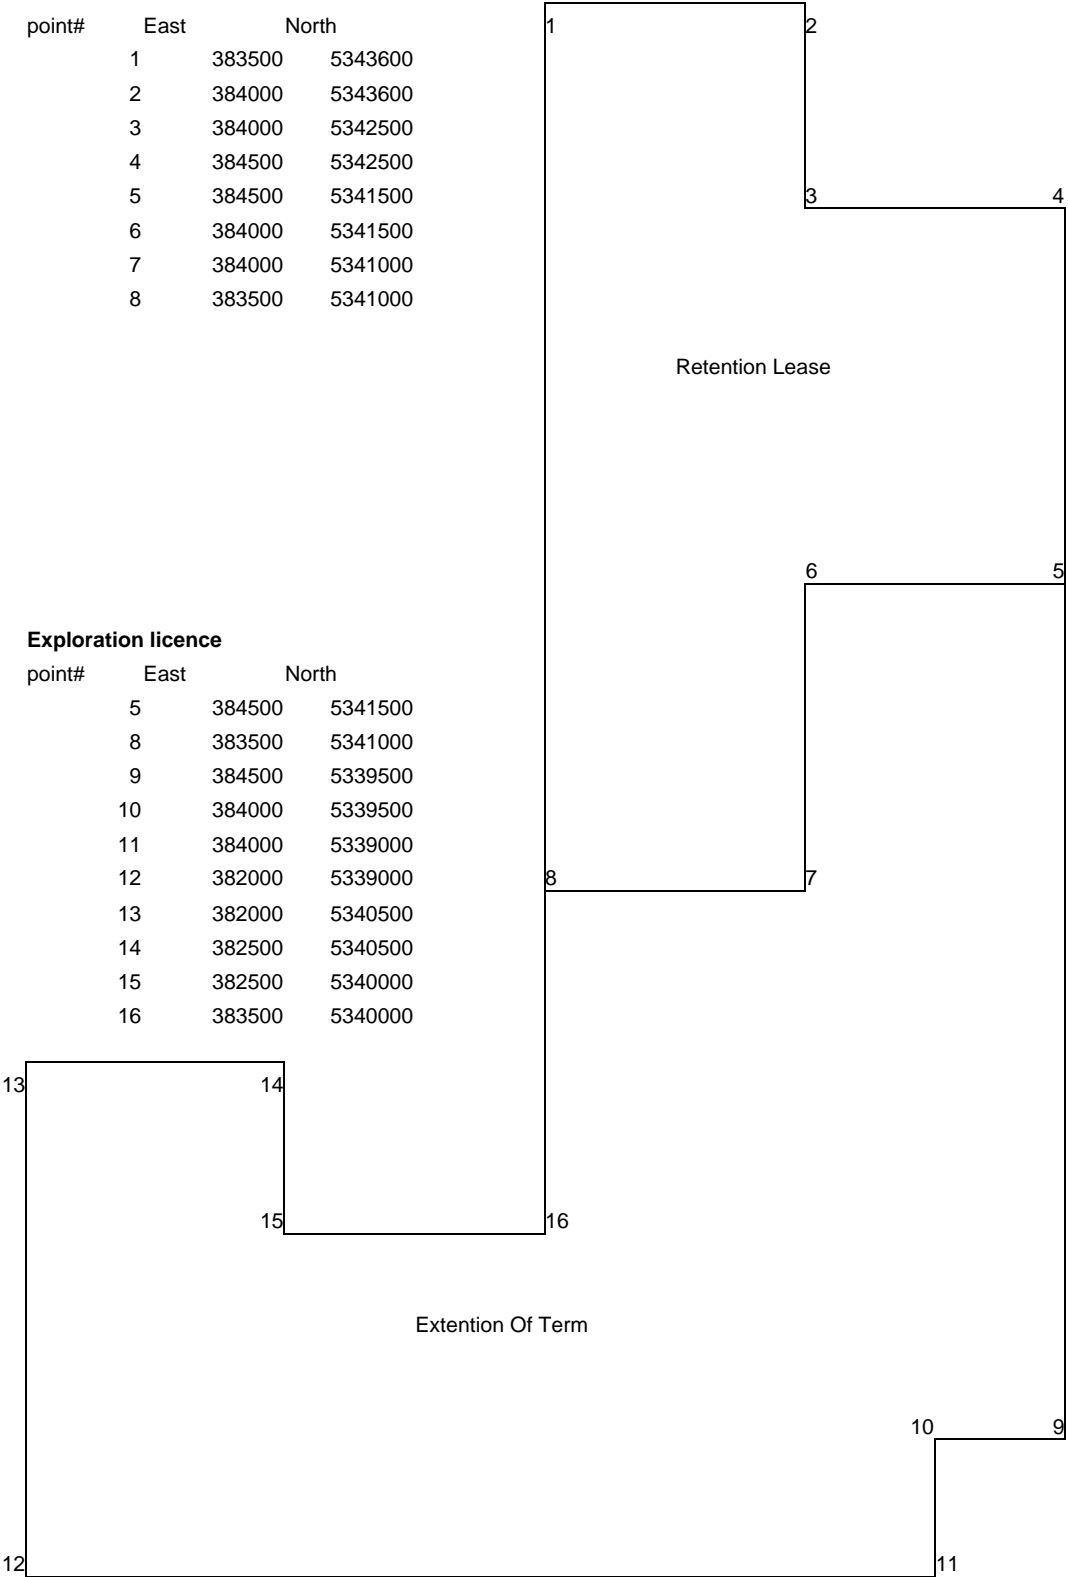 point# East North
1 383500 5343600
2 384000 5343600
3 384000 5342500
4 384500 5342500
5 384500 5341500
6 384000 5341500
7 384000 5341000
8 383500 5341000
1 2
3 4
Retention Lease
6 5
Exploration licence
point# East North
5 384500 5341500
8 383500 5341000
9 384500 5339500
10 384000 5339500
11 384000 5339000
12 382000 5339000
13 382000 5340500
14 382500 5340500
15 382500 5340000
16 383500 5340000
8 7
13 14
15 16
Extention Of Term
10 9
12 11